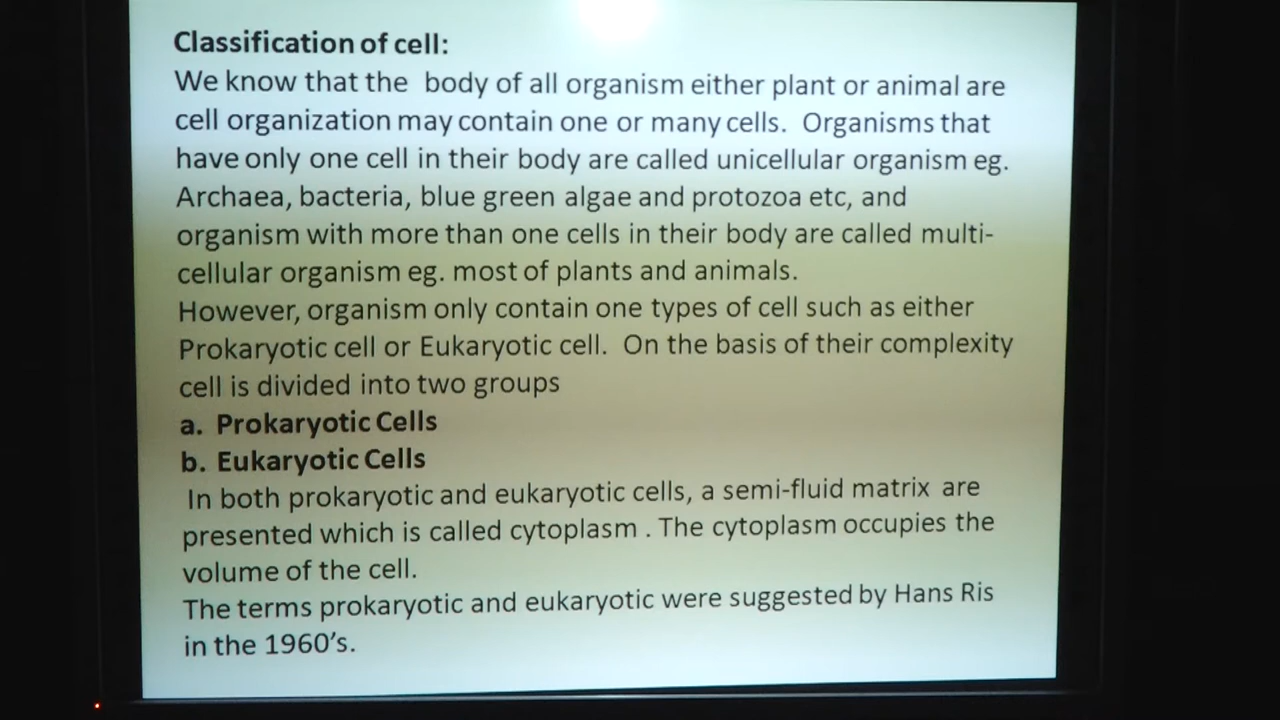 Classification of cell:
We know that the body of all organism either plant or animal are
cell organization may contain one or many cells. Organisms that
have only one cell in their body are called unicellular organism eg.
Archaea, bacteria, blue green algae and protozoa etc, and
organism with more than one cells in their body are called multi-
cellular organism eg. most of plants and animals.
However, organism only contain one types of cell such as either
Prokaryotic cell or Eukaryotic cell. On the basis of their complexity
cell is divided into two groups
a. Prokaryotic Cells
b. Eukaryotic Cells
In both prokaryotic and eukaryotic cells, a semi-fluid matrix are
presented which is called cytoplasm . The cytoplasm occupies the
volume of the cell.
The terms prokaryotic and eukaryotic were suggested by Hans Ris
in the 1960's.